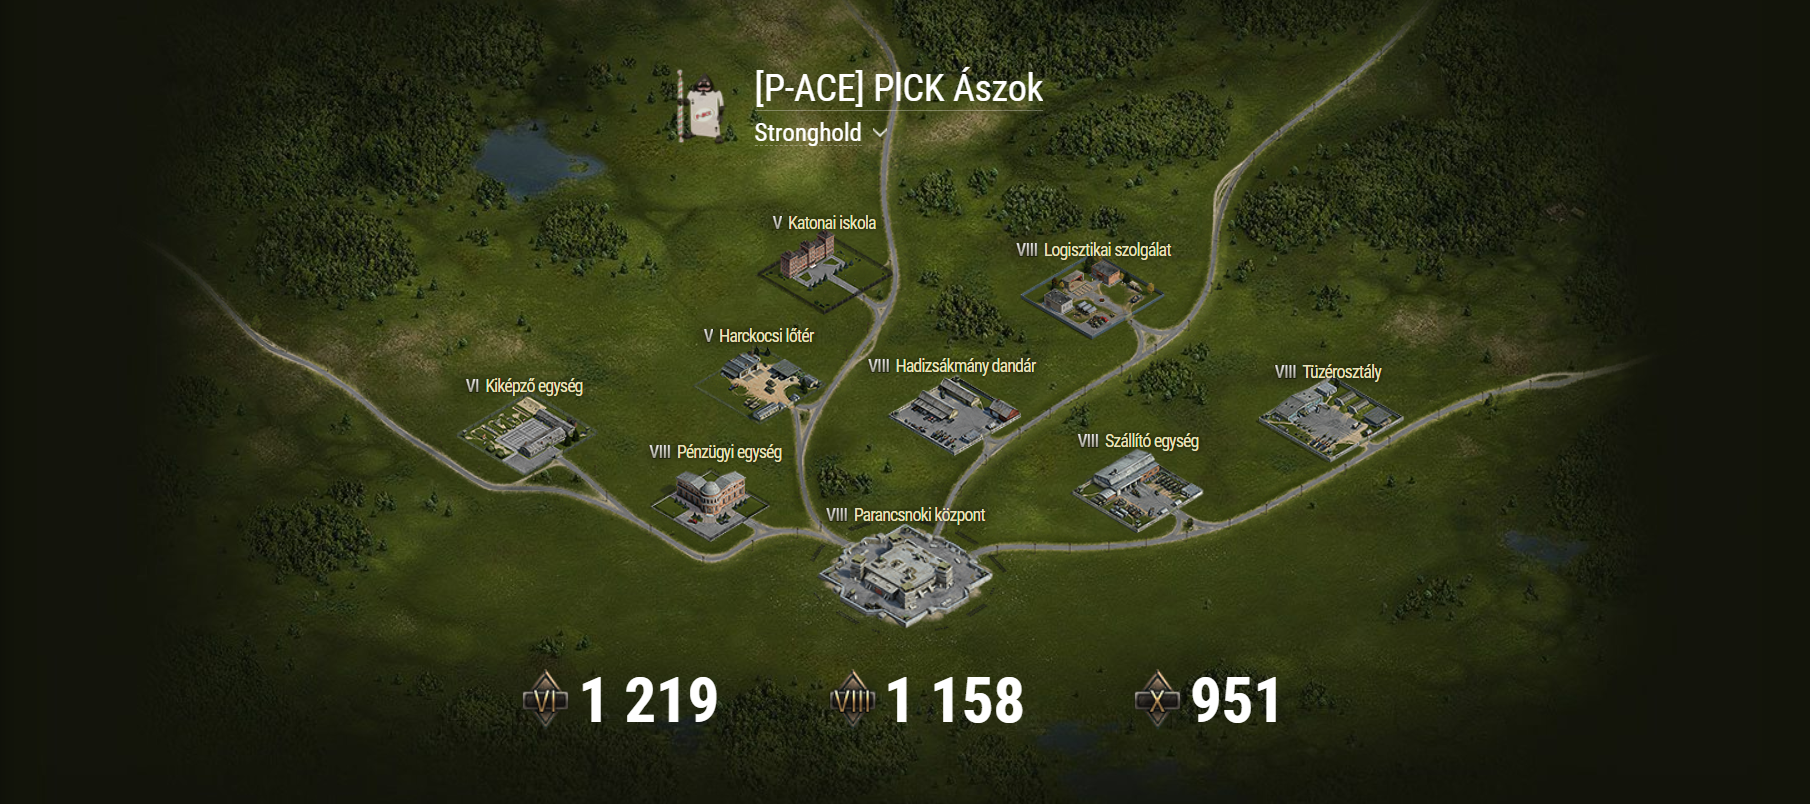 [P-ACE] PICK Ászok
Stronghold
P-ACE
V Katonai iskola
VIII Logisztikai szolgálat
V Harckocsi lőtér
VIII Hadizsákmány dandár
VIII Tüzérosztály
VI Kiképző egység
VIII Szállító egység
VIII Pénzügyi egység
VIII Parancsnoki központ
VI 1 219
VIII 1 158
X 951